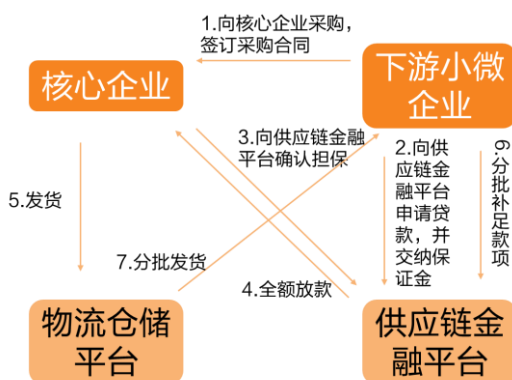 1.向核心企业采购，
签订采购合同
核心企业
下游小微
企业
3.向供应链金融
平台确认担保
2.向供
应链金
融平台
申请贷
款，并
交纳保
证金
6.分批补足款项
5.发货
7.分批发货
4.全额放款
物流仓储
平台
供应链金
融平台